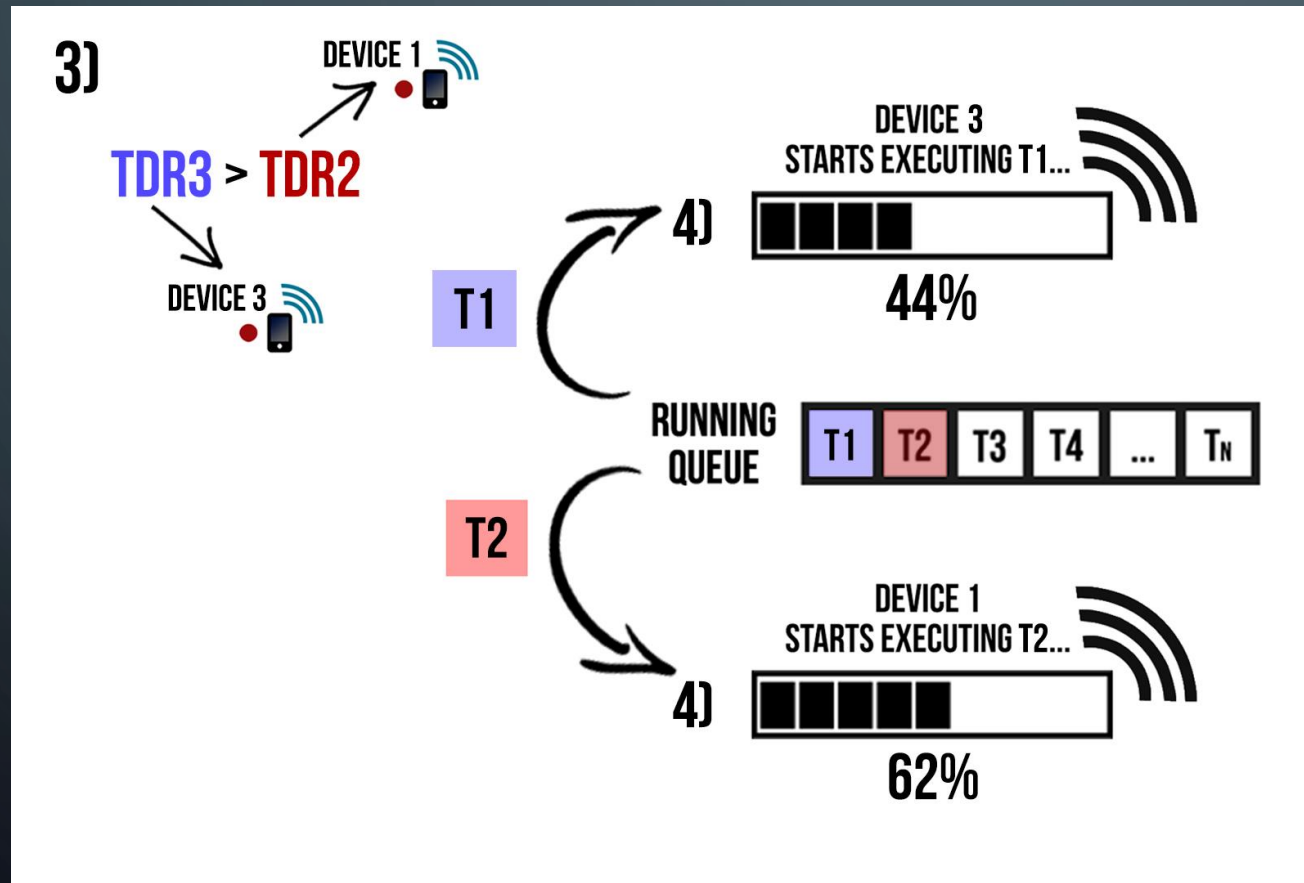 3)
DEVICE 1
TDR3 > TDR2
DEVICE 3
T1
DEVICE 3
STARTS EXECUTING T1...
4)
44%
RUNNING
QUEUE
T1 T2 T3 T4 ... TN
T2
DEVICE 1
STARTS EXECUTING T2...
4)
62%